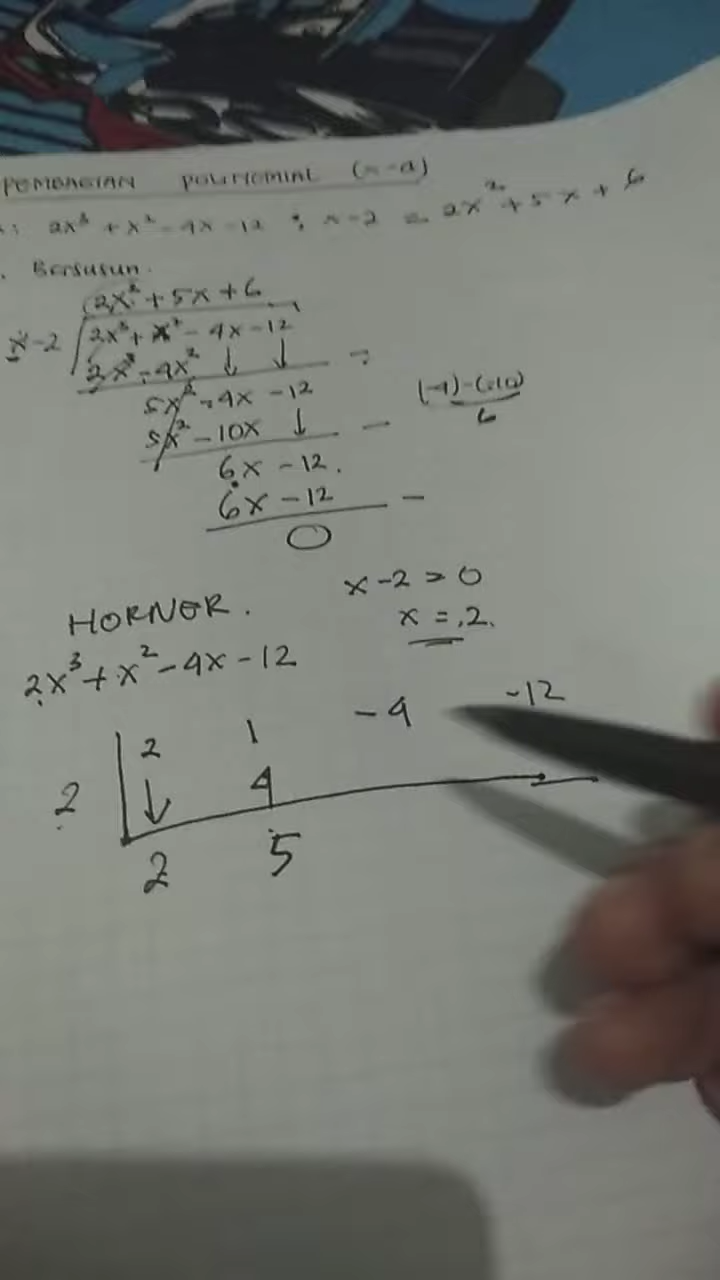 PEMBAGIAN POLINOMIAL (x-a)
: 2x³ + x² - 4x - 12 : x-2 = 2x² + 5x + 6
. Bersusun.
2x² + 5x + 6
x-2 2x³ + x² - 4x - 12
2x³ - 4x² ↓ ↓ -
5x² - 4x - 12
5x² - 10x ↓ -
(-4)-(-10)
6
6x - 12.
6x - 12 -
0
HORNER.
x-2 = 0
x = 2.
2x³ + x² - 4x - 12
2 1 -4 -12
2 ↓ 4
2 5